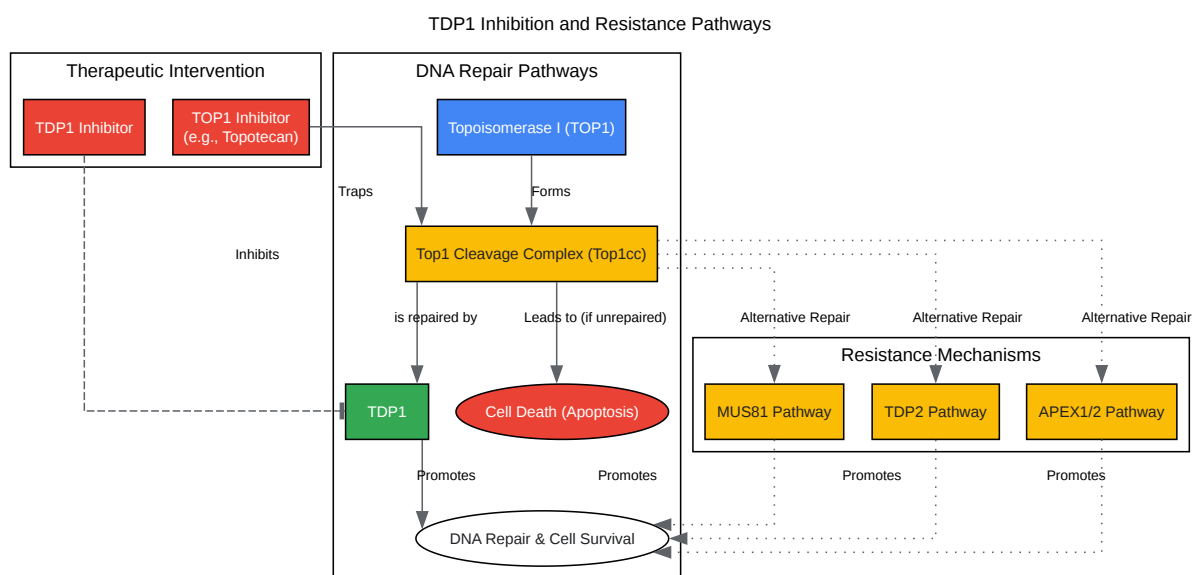 TDP1 Inhibition and Resistance Pathways
Therapeutic Intervention
DNA Repair Pathways
TDP1 Inhibitor
TOP1 Inhibitor
(e.g., Topotecan)
Topoisomerase I (TOP1)
Traps
Forms
Inhibits
Top1 Cleavage Complex (Top1cc)
is repaired by
Leads to (if unrepaired)
Alternative Repair
Alternative Repair
Alternative Repair
Resistance Mechanisms
TDP1
Cell Death (Apoptosis)
MUS81 Pathway
TDP2 Pathway
APEX1/2 Pathway
Promotes
Promotes
Promotes
Promotes
DNA Repair & Cell Survival